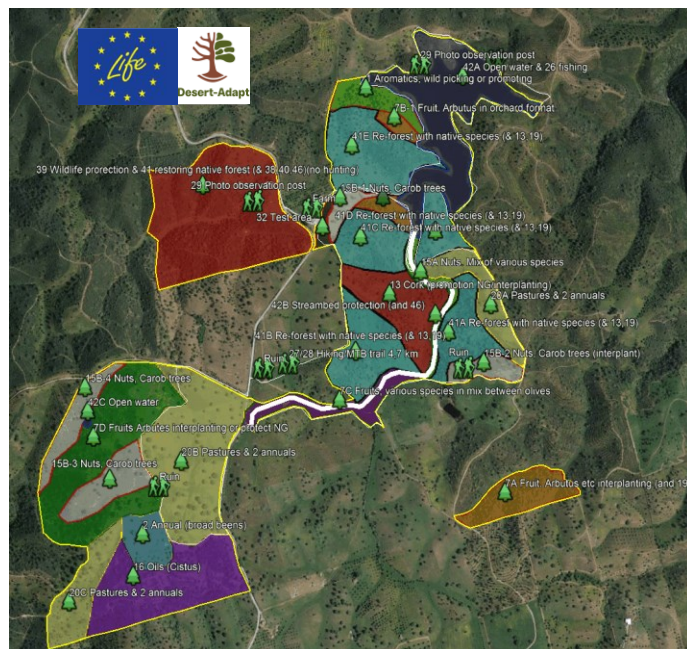 Life
Desert-Adapt
29 Photo observation post
42A Open water & 26 fishing
1 Aromatics, wild picking or promoting
7B-1 Fruit. Arbutus in orchard format
41E Re-forest with native species (& 13,19)
39 Wildlife prorection & 41 restoring native forest (& 38,40,46)(no hunting)
29 Photo observation post
15B-1 Nuts. Carob trees
Farm
32 Test area
41D Re-forest with native species (& 13,19)
41C Re-forest with native species (& 13,19)
15A Nuts. Mix of various species
13 Cork (promotion NG/interplanting)
42B Streambed protection (and 46)
20A Pastures & 2 annuals
41A Re-forest with native species (& 13,19)
41B Re-forest with native species (& 13,19)
Ruin
27/28 Hiking/MTB trail 4,7 km
Ruin
15B-2 Nuts. Carob trees (interplant)
15B-4 Nuts. Carob trees
7C Fruits, various species in mix between olives
42C Open water
7D Fruits Arbutes interplanting or protect NG
20B Pastures & 2 annuals
15B-3 Nuts. Carob trees
Ruin
7A Fruit. Arbutus etc interplanting (and 19
2 Annual (broad beens)
16 Oils (Cistus)
20C Pastures & 2 annuals